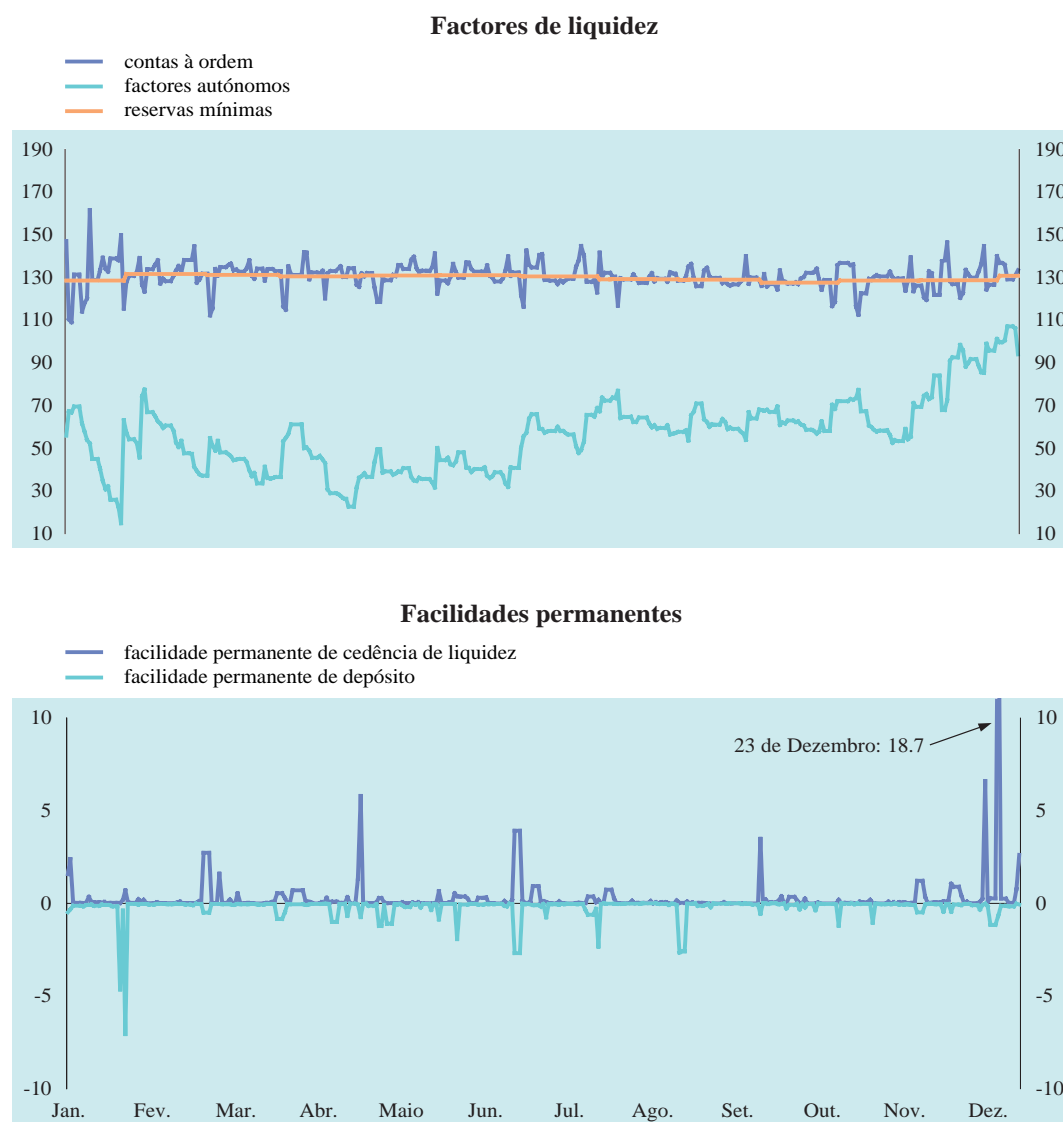 Factores de liquidez
contas à ordem
factores autónomos
reservas mínimas
190 190
170 170
150 150
130 130
110 110
90 90
70 70
50 50
30 30
10 10
Facilidades permanentes
facilidade permanente de cedência de liquidez
facilidade permanente de depósito
10 10
23 de Dezembro: 18.7
5 5
0 0
-5 -5
-10 -10
Jan. Fev. Mar. Abr. Maio Jun. Jul. Ago. Set. Out. Nov. Dez.